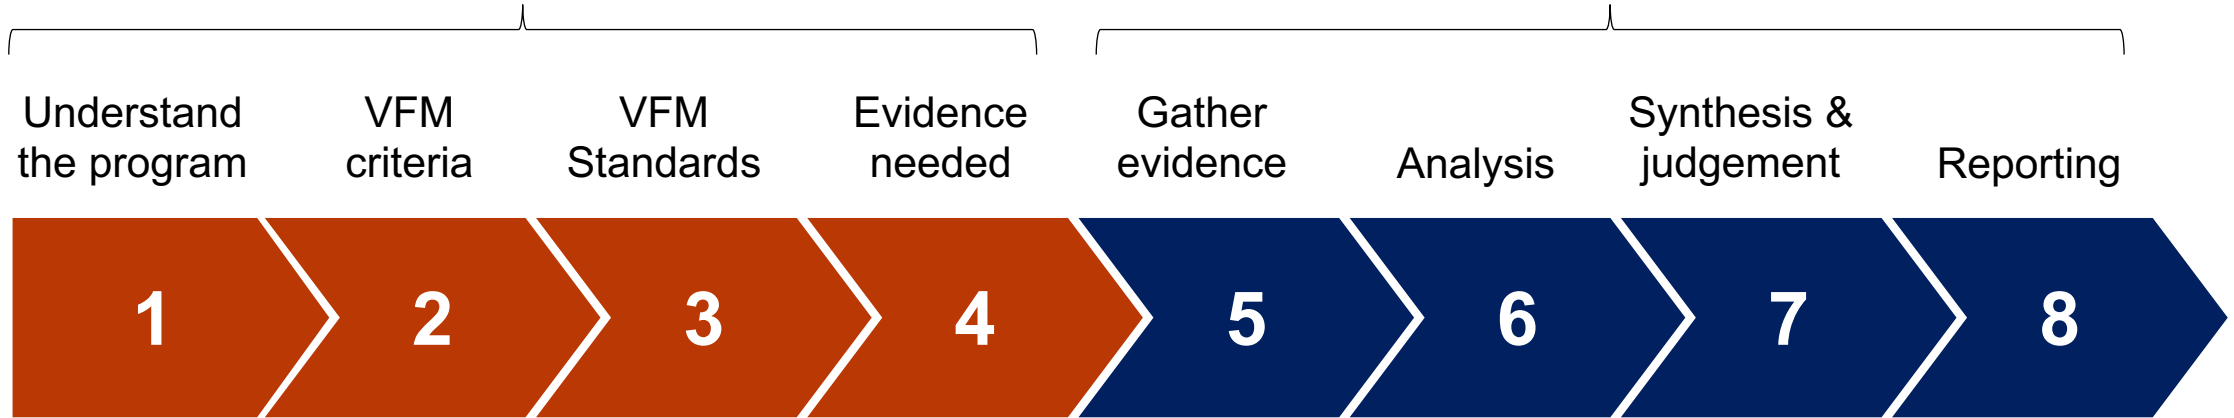 Understand
the program
VFM
criteria
VFM
Standards
Evidence
needed
Gather
evidence
Analysis
Synthesis &
judgement
Reporting
1
2
3
4
5
6
7
8